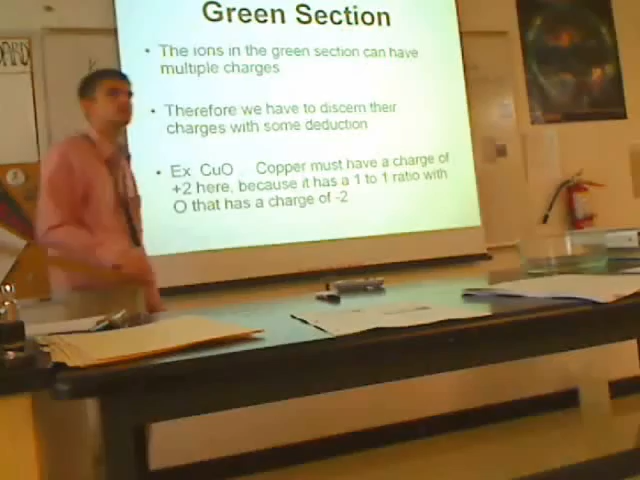 Green Section
• The ions in the green section can have
multiple charges
• Therefore we have to discern their
charges with some deduction
• Ex CuO Copper must have a charge of
+2 here, because it has a 1 to 1 ratio with
O that has a charge of -2